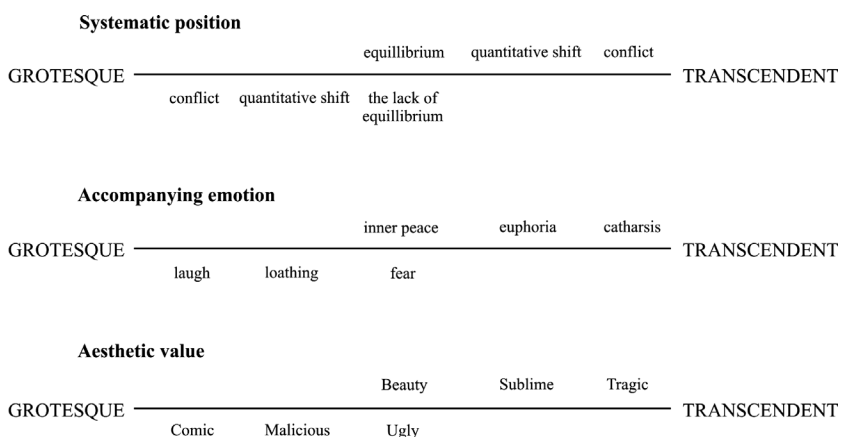 Systematic position
equillibrium quantitative shift conflict
GROTESQUE TRANSCENDENT
conflict quantitative shift the lack of
equillibrium
Accompanying emotion
inner peace euphoria catharsis
GROTESQUE TRANSCENDENT
laugh loathing fear
Aesthetic value
Beauty Sublime Tragic
GROTESQUE TRANSCENDENT
Comic Malicious Ugly